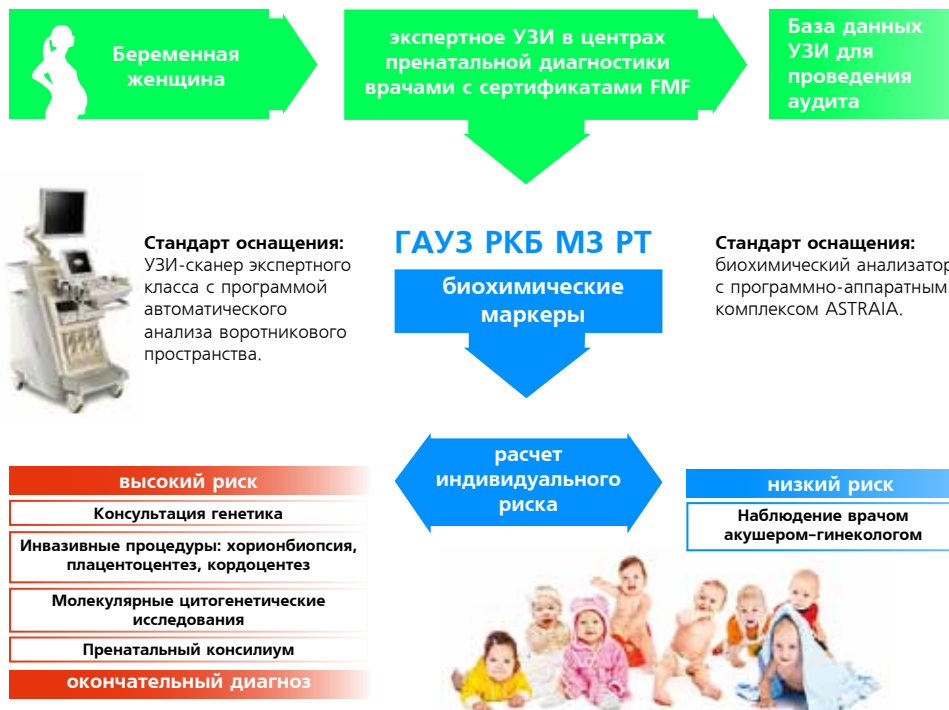 Беременная
женщина
экспертное УЗИ в центрах
пренатальной диагностики
врачами с сертификатами FMF
База данных
УЗИ для
проведения
аудита
Стандарт оснащения:
УЗИ-сканер экспертного
класса с программой
автоматического
анализа воротникового
пространства.
ГАУЗ РКБ МЗ РТ
биохимические
маркеры
Стандарт оснащения:
биохимический анализатор
с программно-аппаратным
комплексом ASTRAIA.
расчет
индивидуального
риска
высокий риск
Консультация генетика
Инвазивные процедуры: хорионбиопсия,
плацентоцентез, кордоцентез
Молекулярные цитогенетические
исследования
Пренатальный консилиум
окончательный диагноз
низкий риск
Наблюдение врачом
акушером-гинекологом